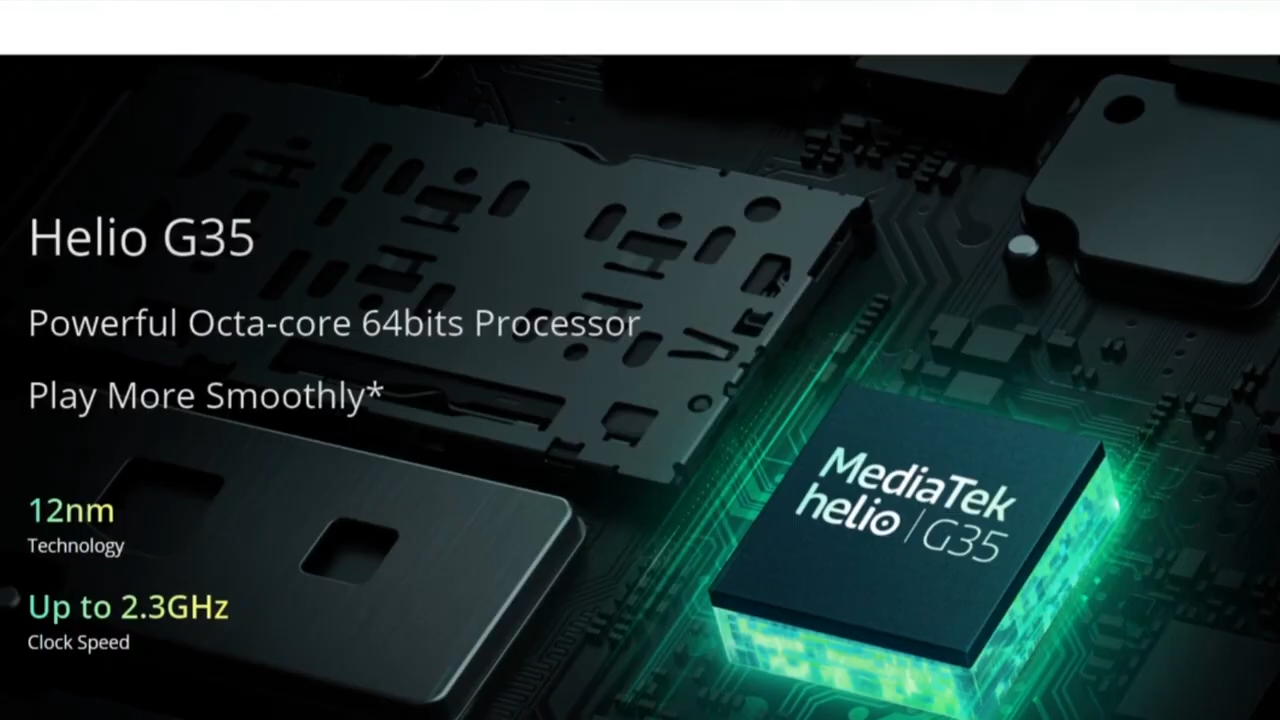 Helio G35
Powerful Octa-core 64bits Processor
Play More Smoothly*
12nm
Technology
Up to 2.3GHz
Clock Speed
MediaTek
helio | G35